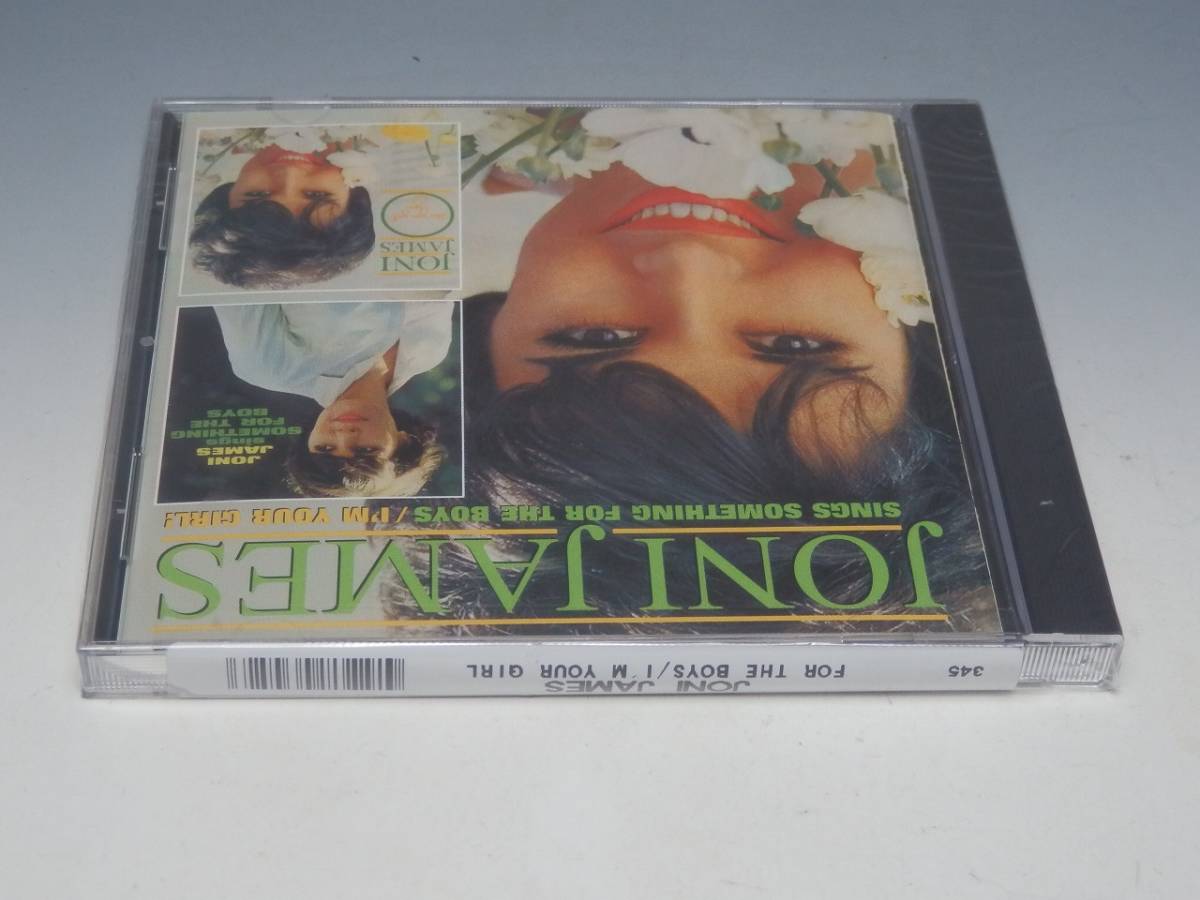 JONI JAMES
SINGS SOMETHING FOR THE BOYS / I'M YOUR GIRL!
JONI
JAMES
sings
SOMETHING
FOR THE
BOYS
JONI
JAMES
345
JONI JAMES
FOR THE BOYS/I'M YOUR GIRL